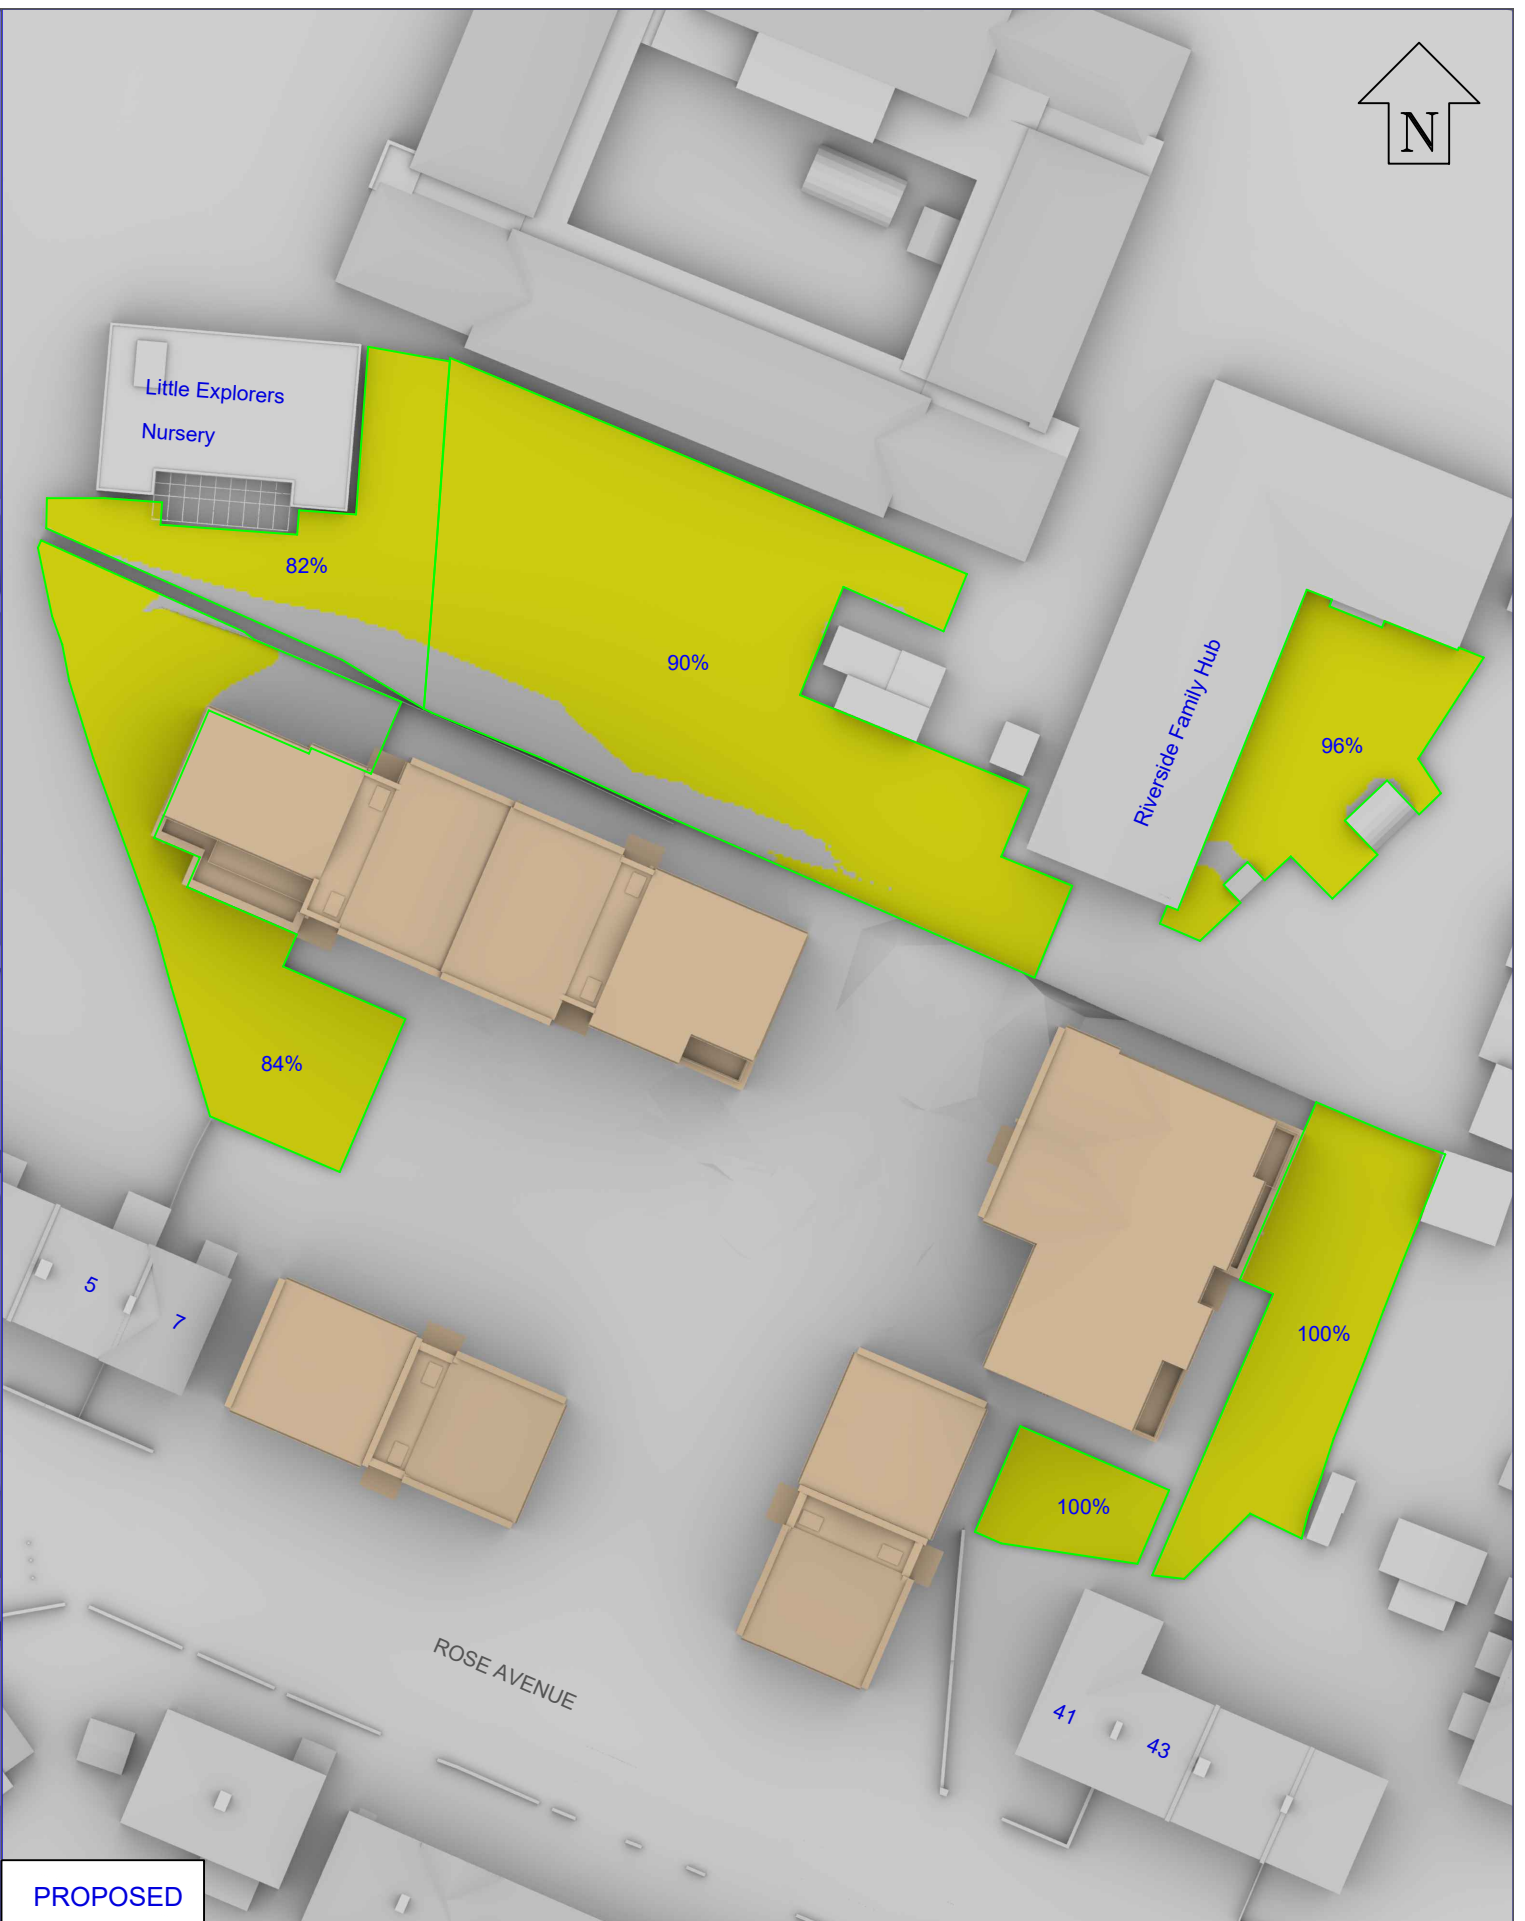 N
Little Explorers
Nursery
82%
90%
Riverside Family Hub
96%
84%
5
7
100%
100%
ROSE AVENUE
41
43
PROPOSED